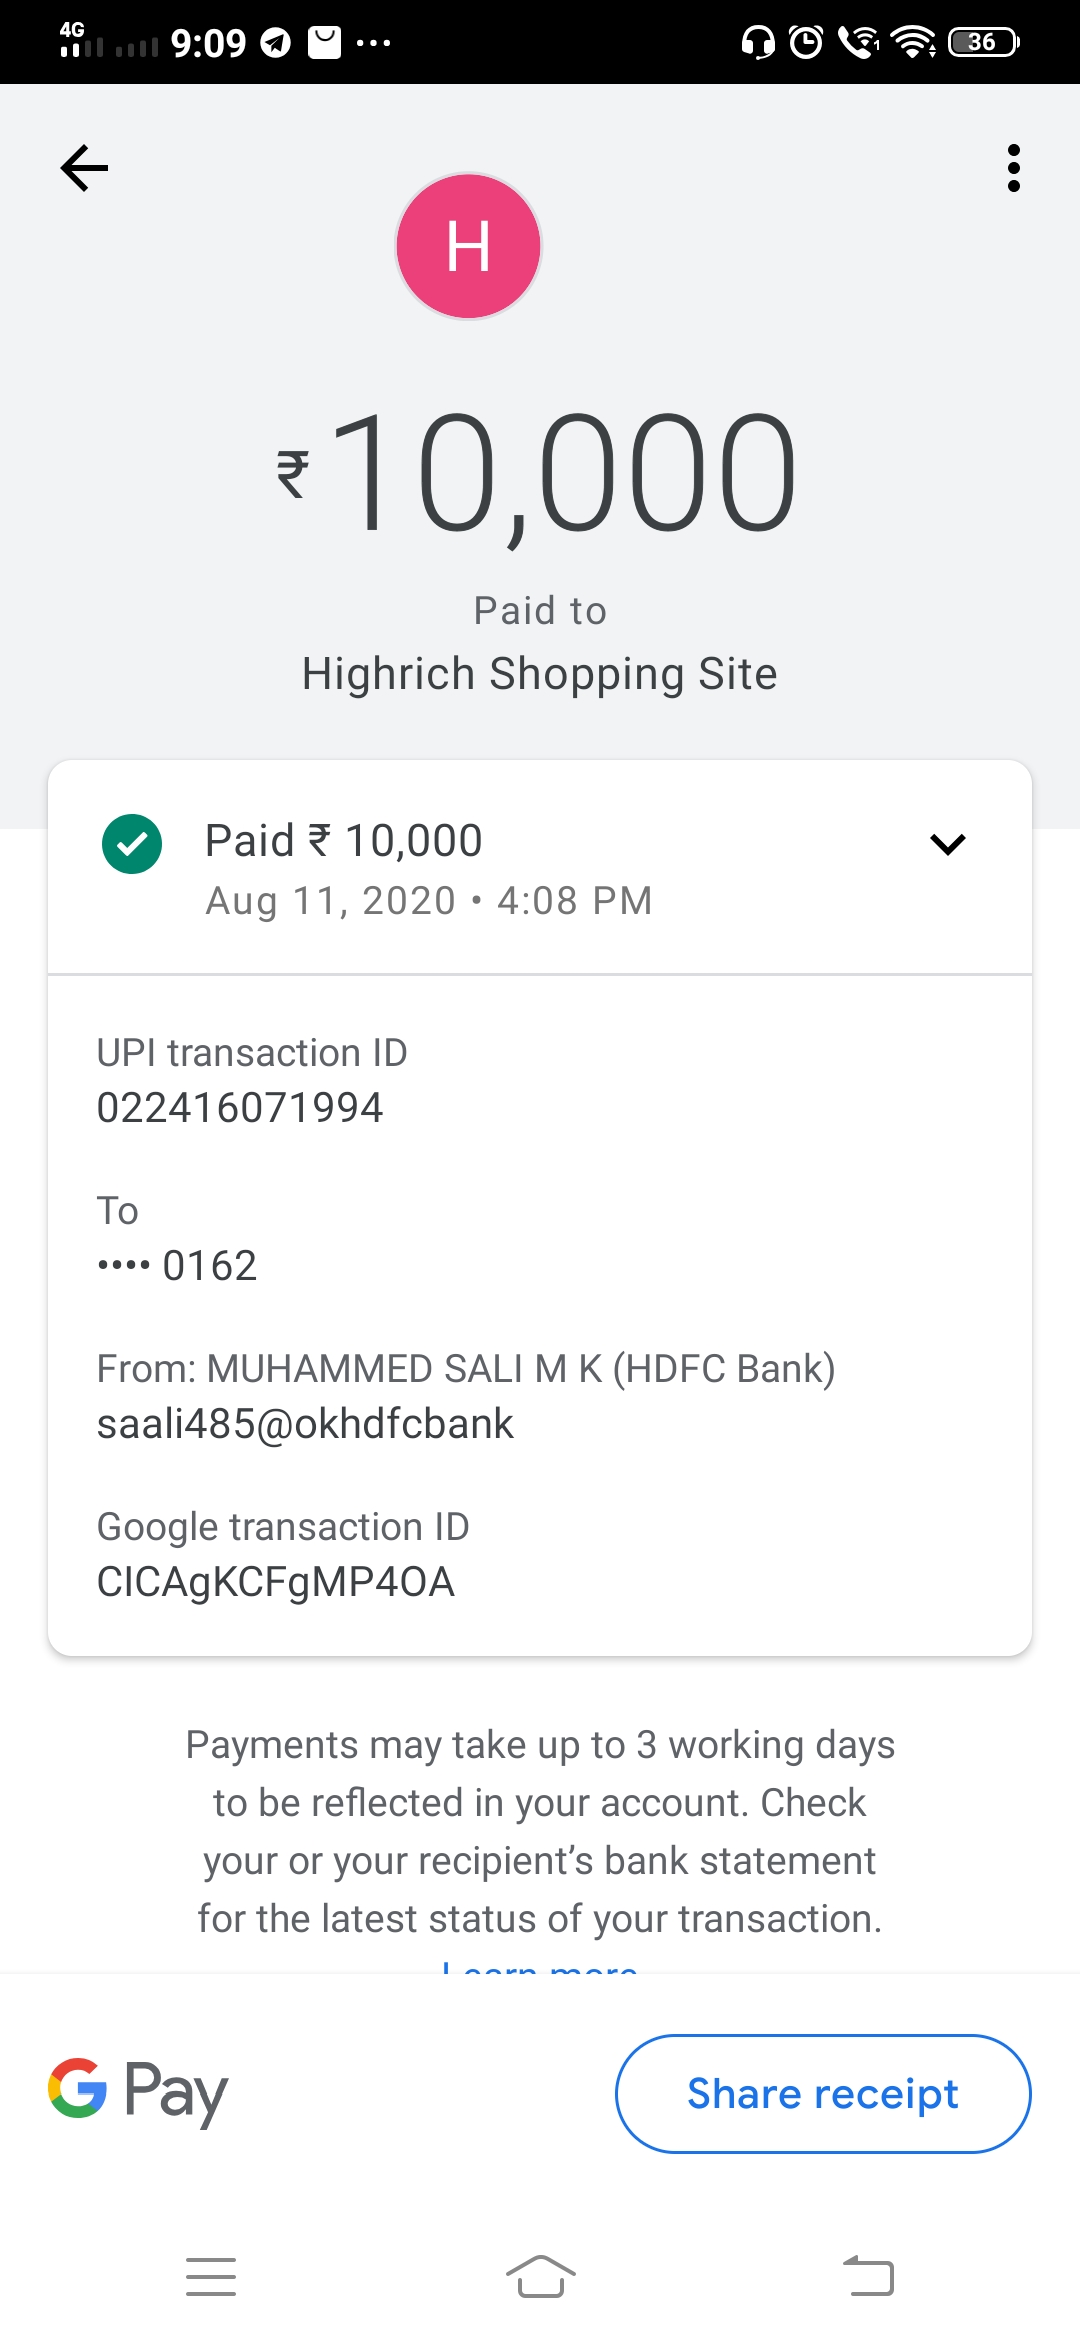 4G 9:09 36
H
₹10,000
Paid to
Highrich Shopping Site
Paid ₹ 10,000
Aug 11, 2020 • 4:08 PM
UPI transaction ID
022416071994
To
•••• 0162
From: MUHAMMED SALI M K (HDFC Bank)
saali485@okhdfcbank
Google transaction ID
CICAgKCFgMP4OA
Payments may take up to 3 working days
to be reflected in your account. Check
your or your recipient's bank statement
for the latest status of your transaction.
Learn more
G Pay
Share receipt